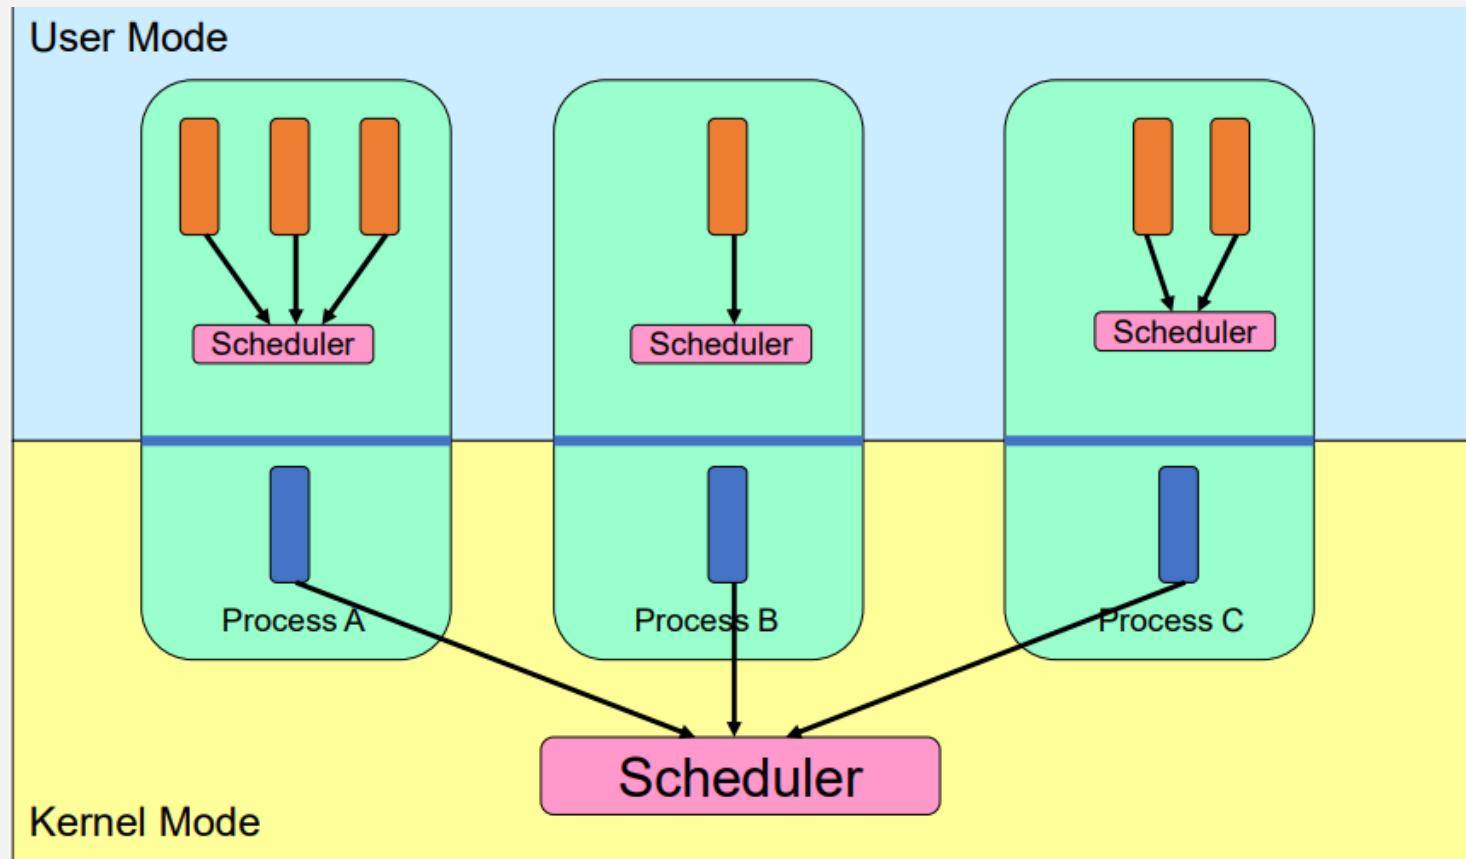 User Mode
Scheduler
Scheduler
Scheduler
Process A
Process B
Process C
Scheduler
Kernel Mode